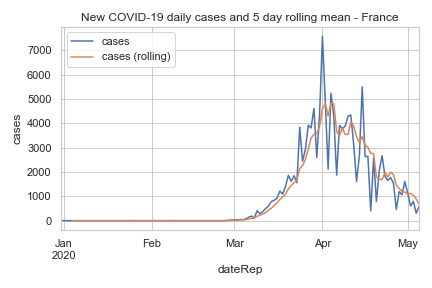 New COVID-19 daily cases and 5 day rolling mean - France
cases
cases (rolling)
7000
6000
5000
4000
3000
2000
1000
0
cases
Jan
2020
Feb
Mar
Apr
May
dateRep